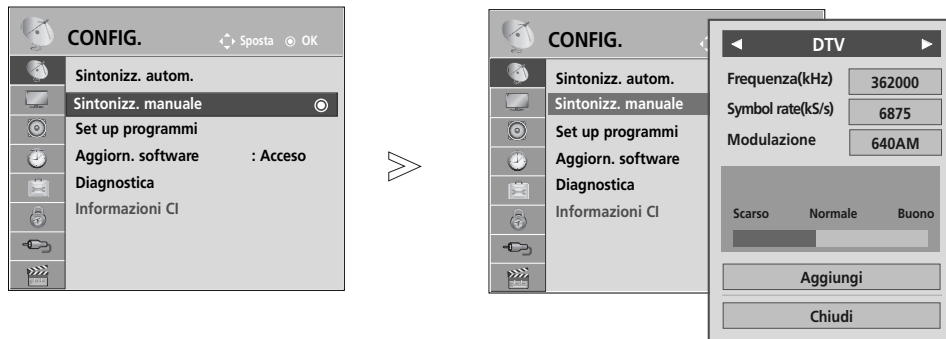 CONFIG.
Sposta OK
Sintonizz. autom.
Sintonizz. manuale
Set up programmi
Aggiorn. software : Acceso
Diagnostica
Informazioni CI
CONFIG.
Sintonizz. autom.
Sintonizz. manuale
Set up programmi
Aggiorn. software
Diagnostica
Informazioni CI
DTV
Frequenza(kHz) 362000
Symbol rate(kS/s) 6875
Modulazione 640AM
Scarso Normale Buono
Aggiungi
Chiudi